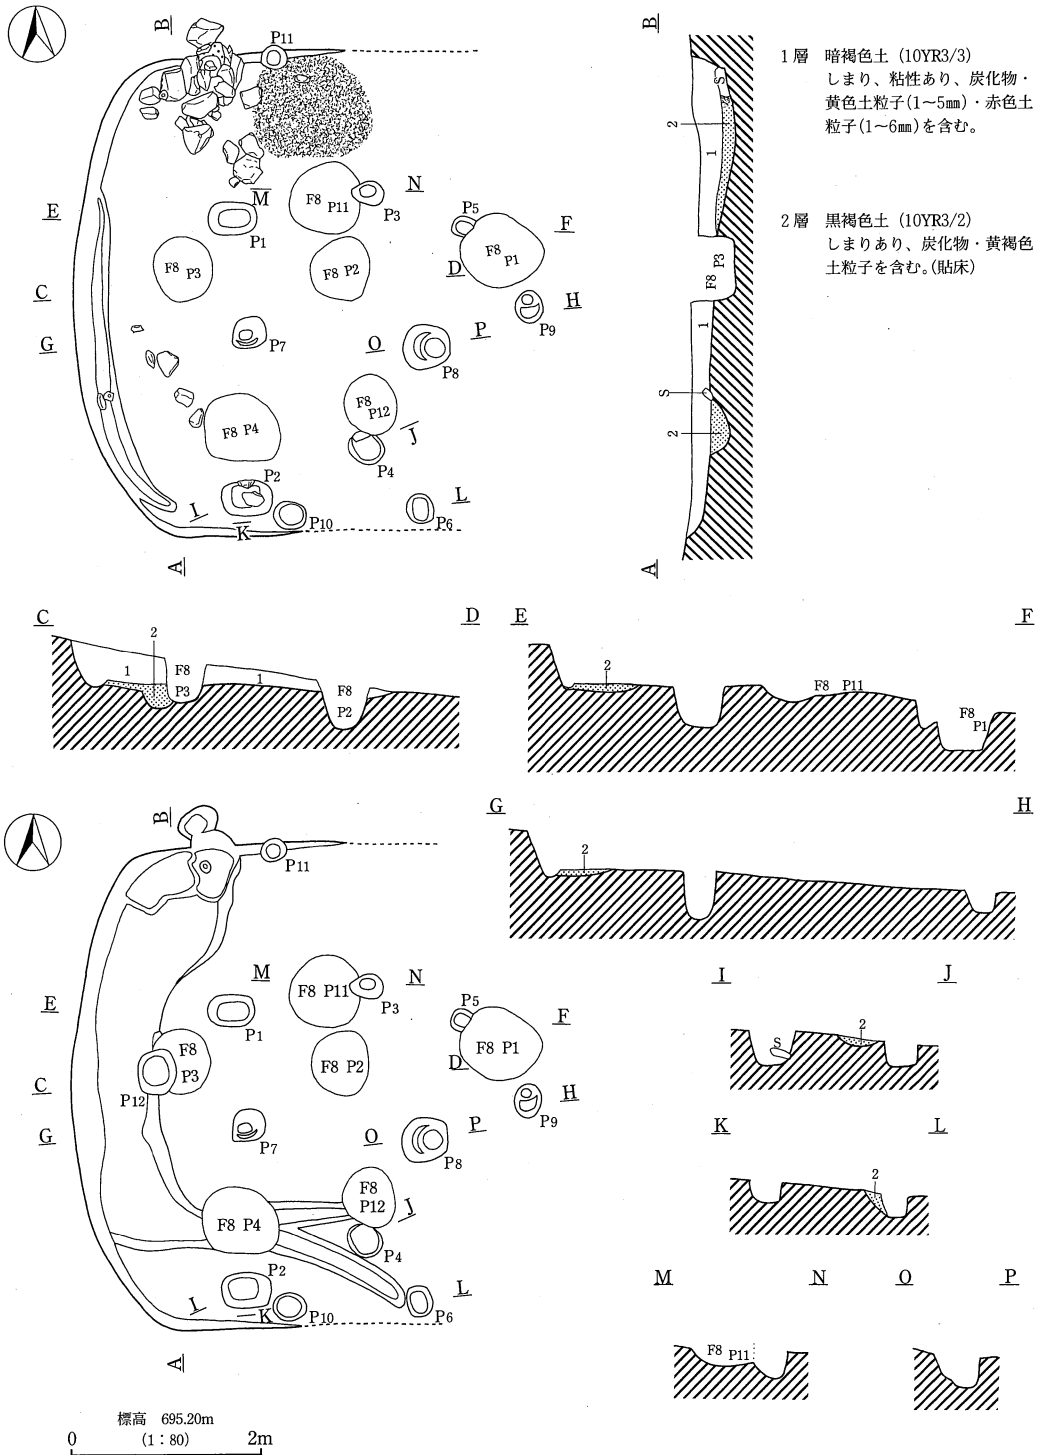 B
P11
1層 暗褐色土 (10YR3/3)
しまり、粘性あり、炭化物・
黄色土粒子(1〜5㎜)・赤色土
粒子(1〜6㎜)を含む。
2層 黒褐色土 (10YR3/2)
しまりあり、炭化物・黄褐色
土粒子を含む。(貼床)
M
N
F8 P11
P3
E
P1
P5
F
F8 P3
F8 P2
F8 P1
D
C
H
P9
G
P7
O
P
P8
F8 P12
J
F8 P4
P4
P2
I
K
P10
L
P6
A
B
S
2
1
F8 P3
1
S
2
A
C
D
2
1
F8
P3
1
F8
P2
E
F
2
F8 P11
F8
P1
B
P11
G
H
2
M
N
F8 P11
P3
E
P1
P5
F
F8
P3
F8 P2
F8 P1
D
C
P12
H
P9
G
P7
O
P
P8
F8
P12
J
F8 P4
P4
P2
I
K
P10
L
P6
A
I
J
S
2
K
L
2
M
N
O
P
F8 P11
標高 695.20m
0 (1:80) 2m